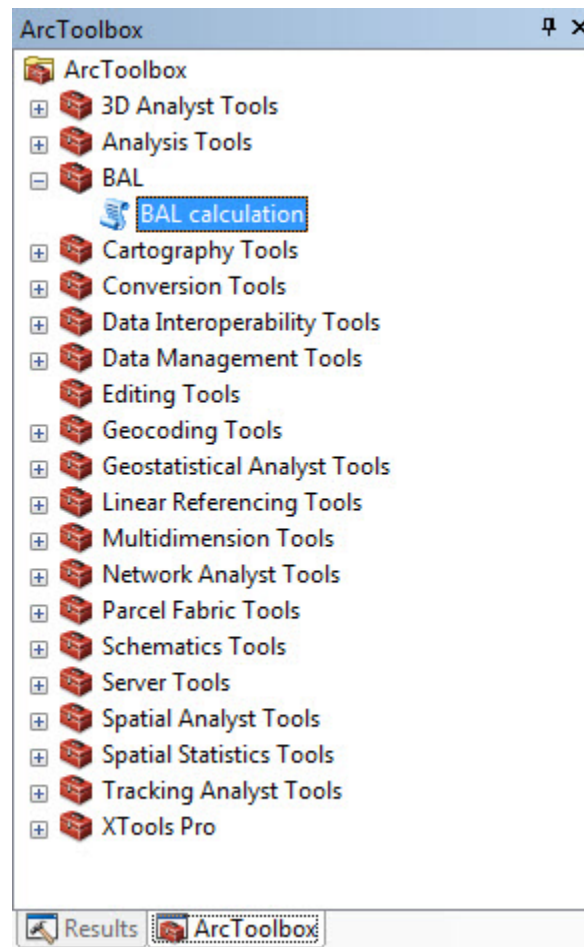 ArcToolbox
ArcToolbox
3D Analyst Tools
Analysis Tools
BAL
BAL calculation
Cartography Tools
Conversion Tools
Data Interoperability Tools
Data Management Tools
Editing Tools
Geocoding Tools
Geostatistical Analyst Tools
Linear Referencing Tools
Multidimension Tools
Network Analyst Tools
Parcel Fabric Tools
Schematics Tools
Server Tools
Spatial Analyst Tools
Spatial Statistics Tools
Tracking Analyst Tools
XTools Pro
Results ArcToolbox